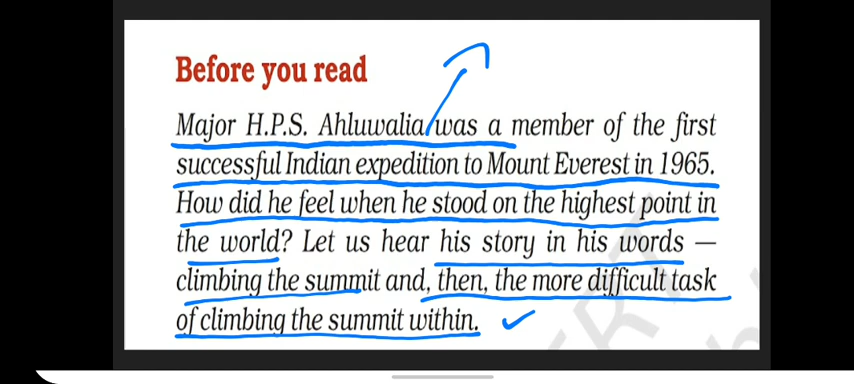 Before you read
Major H.P.S. Ahluwalia was a member of the first
successful Indian expedition to Mount Everest in 1965.
How did he feel when he stood on the highest point in
the world? Let us hear his story in his words —
climbing the summit and, then, the more difficult task
of climbing the summit within.